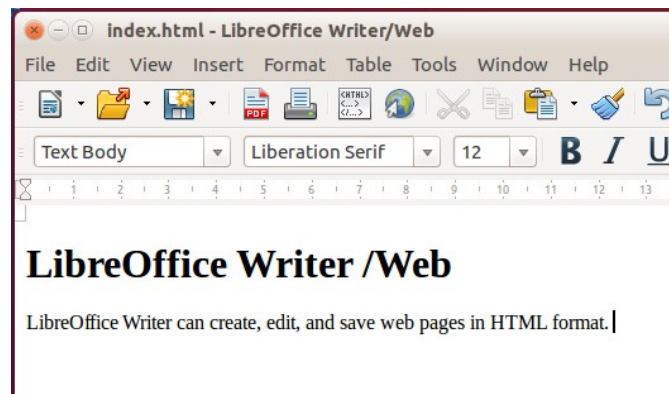 index.html - LibreOffice Writer/Web
File Edit View Insert Format Table Tools Window Help
PDF <HTML> <...> </...>
Text Body Liberation Serif 12 B I U
1 2 3 4 5 6 7 8 9 10 11 12 13
LibreOffice Writer /Web
LibreOffice Writer can create, edit, and save web pages in HTML format.